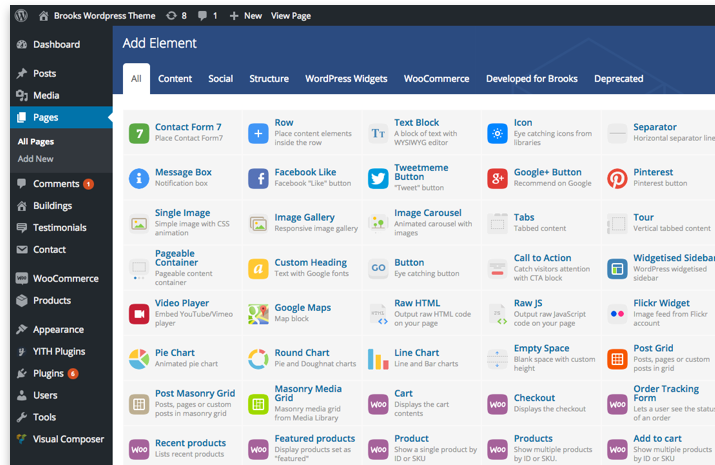 Brooks Wordpress Theme 8 1 New View Page
Dashboard
Posts
Media
Pages
All Pages
Add New
Comments 1
Buildings
Testimonials
Contact
WooCommerce
Products
Appearance
YITH Plugins
Plugins 6
Users
Tools
Visual Composer
Add Element
All Content Social Structure WordPress Widgets WooCommerce Developed for Brooks Deprecated
7
Contact Form 7
Place Contact Form7
Row
Place content elements
inside the row
TT
Text Block
A block of text with
WYSIWYG editor
Icon
Eye catching icons from
libraries
Separator
Horizontal separator line
Message Box
Notification box
f
Facebook Like
Facebook "Like" button
Tweetmeme
Button
"Tweet" button
g+
Google+ Button
Recommend on Google
Pinterest
Pinterest button
Single Image
Simple image with CSS
animation
Image Gallery
Responsive image gallery
Image Carousel
Animated carousel with
images
Tabs
Tabbed content
Tour
Vertical tabbed content
Pageable
Container
Pageable content
container
a
Custom Heading
Text with Google fonts
GO
Button
Eye catching button
Call to Action
Catch visitors attention
with CTA block
Widgetised Sidebar
WordPress widgetised
sidebar
Video Player
Embed YouTube/Vimeo
player
Google Maps
Map block
HTML
Raw HTML
Output raw HTML code
on your page
JS
Raw JS
Output raw JavaScript
code on your page
Flickr Widget
Image feed from Flickr
account
Pie Chart
Animated pie chart
Round Chart
Pie and Doughnat charts
Line Chart
Line and Bar charts
Empty Space
Blank space with custom
height
Post Grid
Posts, pages or custom
posts in grid
Post Masonry Grid
Posts, pages or custom
posts in masonry grid
Masonry Media
Grid
Masonry media grid
from Media Library
Woo
Cart
Displays the cart
contents
Woo
Checkout
Displays the checkout
Woo
Order Tracking
Form
Lets a user see the status
of an order
Woo
Recent products
Lists recent products
Woo
Featured products
Display products set as
"featured"
Woo
Product
Show a single product by
ID or SKU
Woo
Products
Show multiple products
by ID or SKU.
Woo
Add to cart
Show multiple products
by ID or SKU